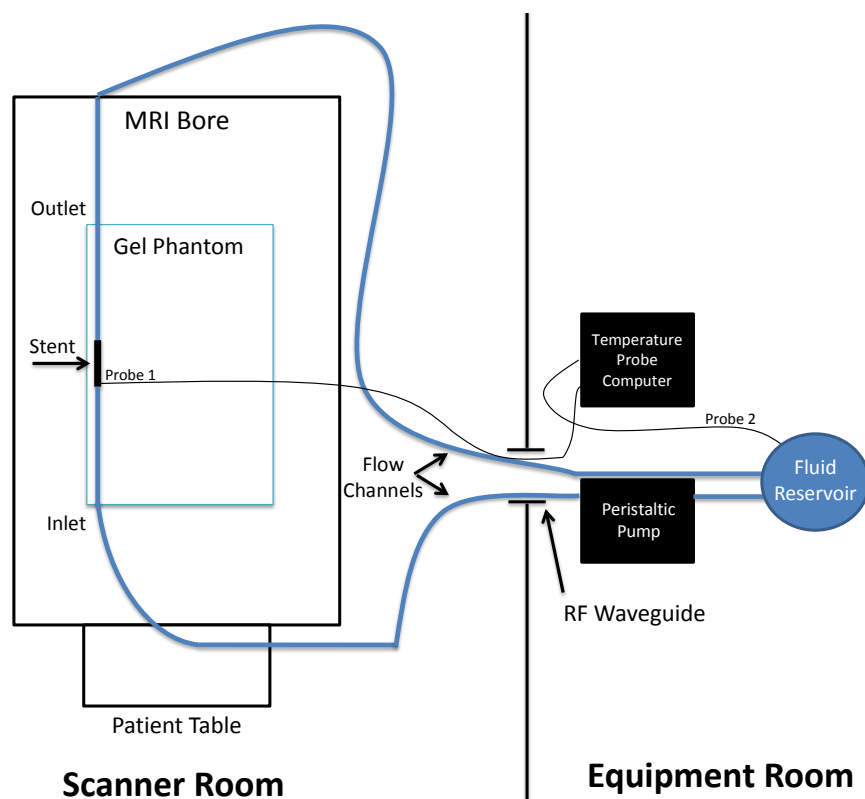 MRI Bore
Outlet
Gel Phantom
Stent
Probe 1
Temperature
Probe
Computer
Probe 2
Flow
Channels
Fluid
Reservoir
Inlet
Peristaltic
Pump
RF Waveguide
Patient Table
Scanner Room
Equipment Room